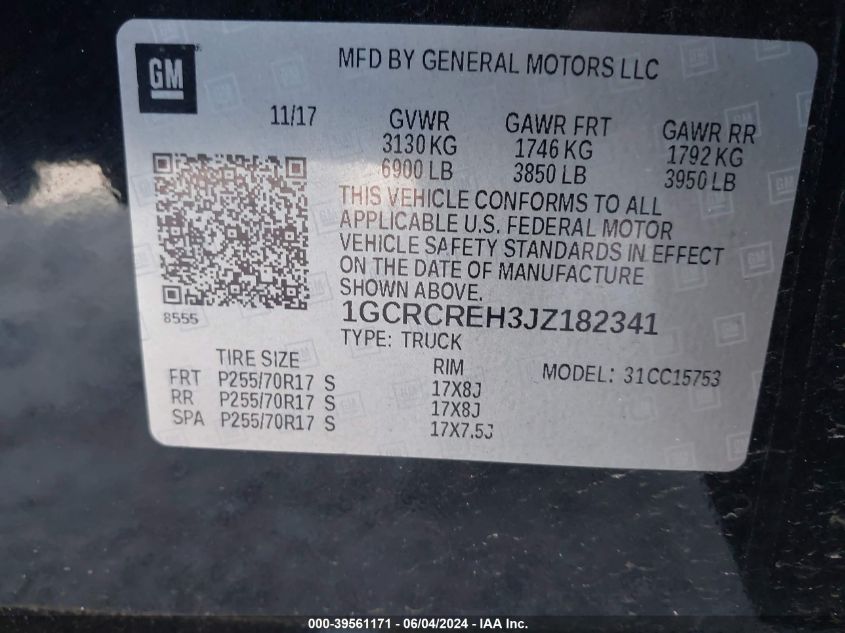 GM
MFD BY GENERAL MOTORS LLC
11/17
GVWR GAWR FRT GAWR RR
3130 KG 1746 KG 1792 KG
6900 LB 3850 LB 3950 LB
THIS VEHICLE CONFORMS TO ALL
APPLICABLE U.S. FEDERAL MOTOR
VEHICLE SAFETY STANDARDS IN EFFECT
ON THE DATE OF MANUFACTURE
SHOWN ABOVE.
8555
1GCRCREH3JZ182341
TYPE: TRUCK
TIRE SIZE RIM MODEL: 31CC15753
FRT P255/70R17 S 17X8J
RR P255/70R17 S 17X8J
SPA P255/70R17 S 17X7.5J
000-39561171 - 06/04/2024 - IAA Inc.